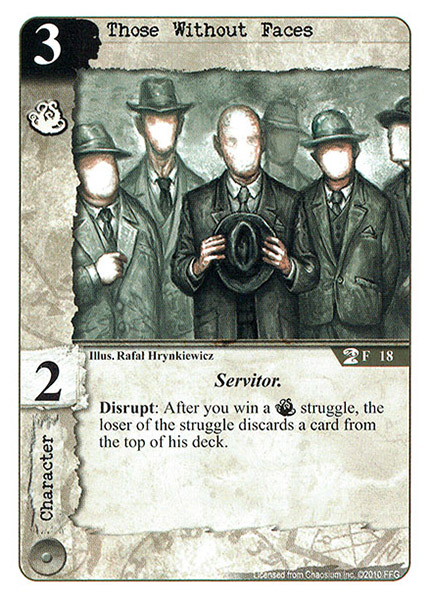 3
Those Without Faces
Illus. Rafał Hrynkiewicz
F 18
2
Servitor.
Disrupt: After you win a struggle, the
loser of the struggle discards a card from
the top of his deck.
Character
Licensed from Chaosium Inc. ©2010 FFG